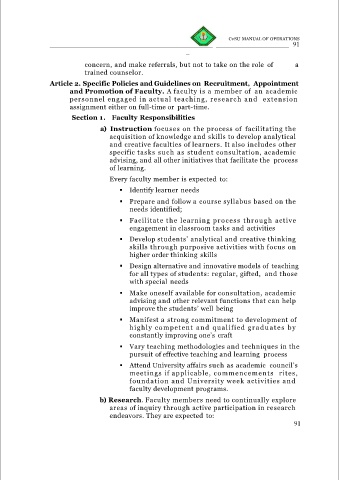 CvSU MANUAL OF OPERATIONS
91
concern, and make referrals, but not to take on the role of a
trained counselor.
Article 2. Specific Policies and Guidelines on Recruitment, Appointment
and Promotion of Faculty. A faculty is a member of an academic
personnel engaged in actual teaching, research and extension
assignment either on full-time or part-time.
Section 1. Faculty Responsibilities
a) Instruction focuses on the process of facilitating the
acquisition of knowledge and skills to develop analytical
and creative faculties of learners. It also includes other
specific tasks such as student consultation, academic
advising, and all other initiatives that facilitate the process
of learning.
Every faculty member is expected to:
• Identify learner needs
• Prepare and follow a course syllabus based on the
needs identified;
• Facilitate the learning process through active
engagement in classroom tasks and activities
• Develop students' analytical and creative thinking
skills through purposive activities with focus on
higher order thinking skills
• Design alternative and innovative models of teaching
for all types of students: regular, gifted, and those
with special needs
• Make oneself available for consultation, academic
advising and other relevant functions that can help
improve the students' well being
• Manifest a strong commitment to development of
highly competent and qualified graduates by
constantly improving one's craft
• Vary teaching methodologies and techniques in the
pursuit of effective teaching and learning process
• Attend University affairs such as academic council's
meetings if applicable, commencements rites,
foundation and University week activities and
faculty development programs.
b) Research. Faculty members need to continually explore
areas of inquiry through active participation in research
endeavors. They are expected to:
91